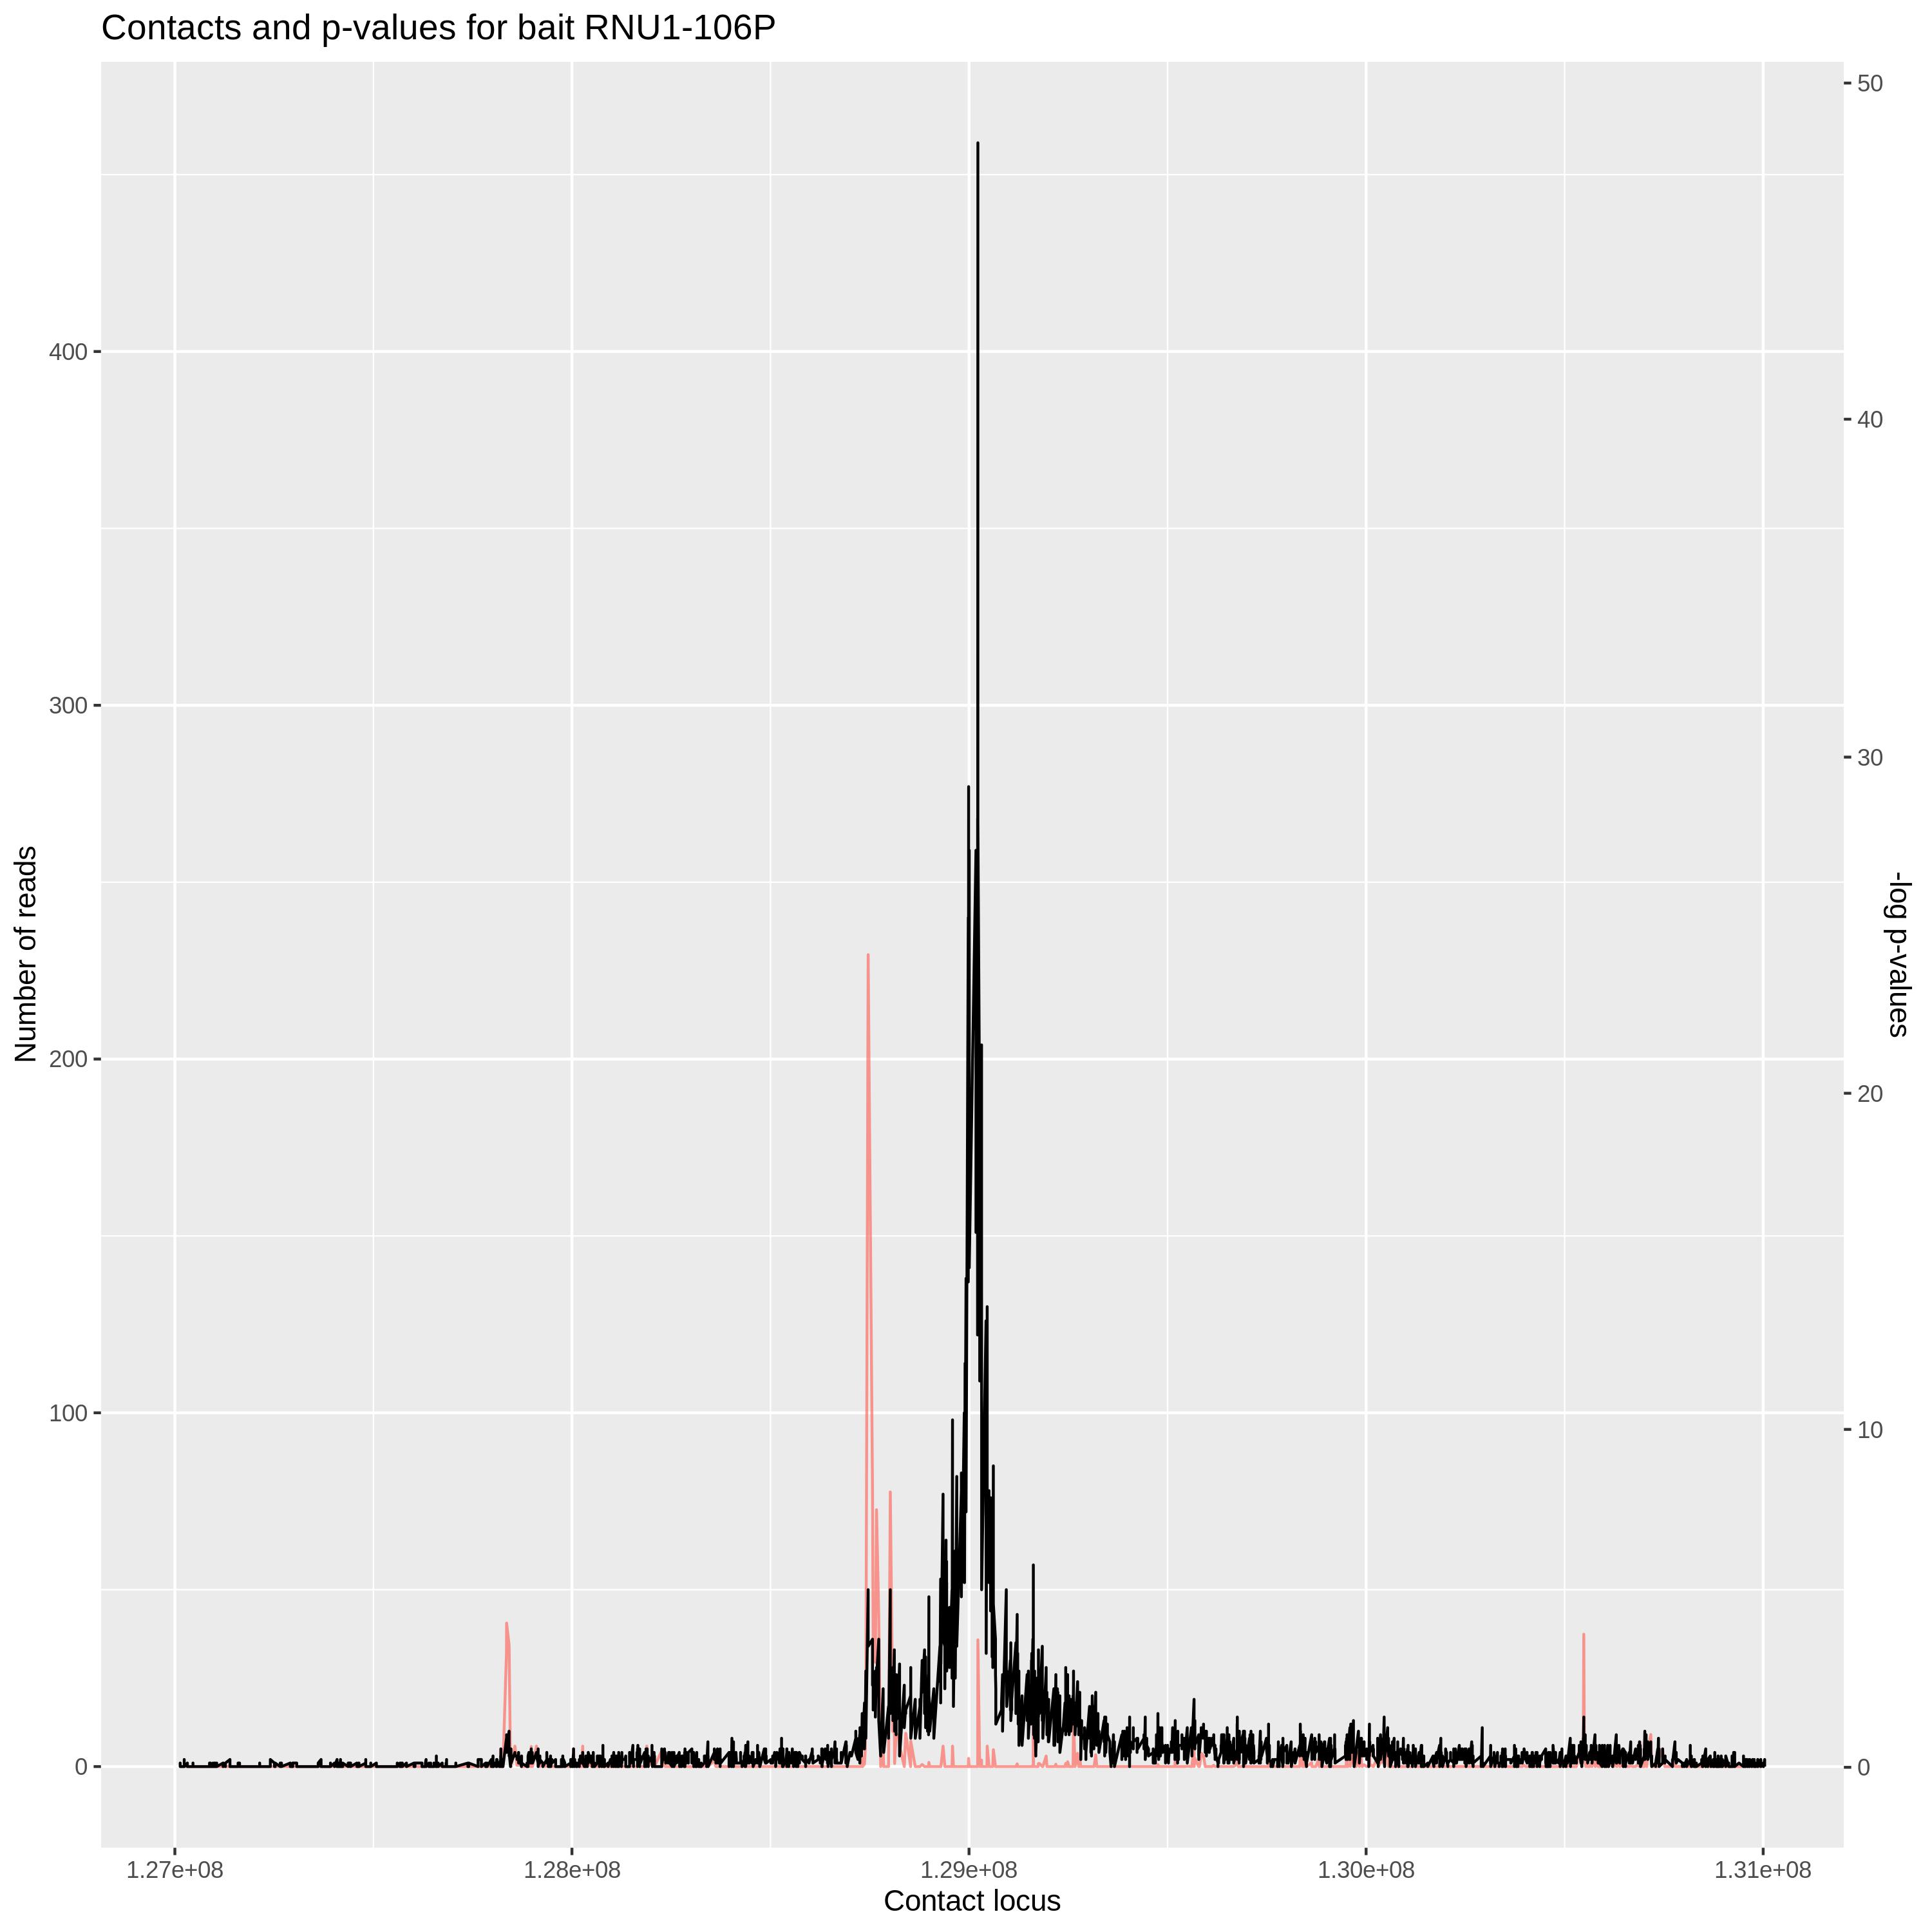 Contacts and p-values for bait RNU1-106P
50
40
30
20
10
0
400
300
200
100
0
Number of reads
-log p-values
1.27e+08
1.28e+08
1.29e+08
1.30e+08
1.31e+08
Contact locus